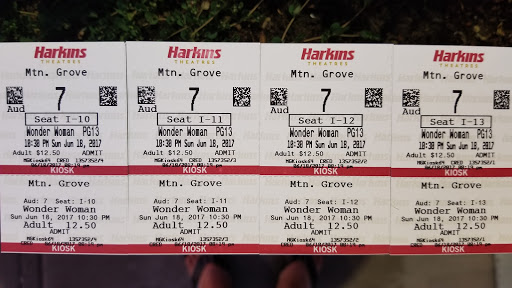 Harkins
THEATRES
Mtn. Grove
7
Aud
Seat I-10
Wonder Woman PG13
10:30 PM Sun Jun 18, 2017
Adult $12.50 ADMIT
KIOSK
Mtn. Grove
Aud: 7 Seat: I-10
Wonder Woman
Sun Jun 18, 2017 10:30 PM
Adult 12.50
ADMIT
KIOSK
Harkins
THEATRES
Mtn. Grove
7
Aud
Seat I-11
Wonder Woman PG13
10:30 PM Sun Jun 18, 2017
Adult $12.50 ADMIT
KIOSK
Mtn. Grove
Aud: 7 Seat: I-11
Wonder Woman
Sun Jun 18, 2017 10:30 PM
Adult 12.50
ADMIT
KIOSK
Harkins
THEATRES
Mtn. Grove
7
Aud
Seat I-12
Wonder Woman PG13
10:30 PM Sun Jun 18, 2017
Adult $12.50 ADMIT
KIOSK
Mtn. Grove
Aud: 7 Seat: I-12
Wonder Woman
Sun Jun 18, 2017 10:30 PM
Adult 12.50
ADMIT
KIOSK
Harkins
THEATRES
Mtn. Grove
7
Aud
Seat I-13
Wonder Woman PG13
10:30 PM Sun Jun 18, 2017
Adult $12.50 ADMIT
KIOSK
Mtn. Grove
Aud: 7 Seat: I-13
Wonder Woman
Sun Jun 18, 2017 10:30 PM
Adult 12.50
ADMIT
KIOSK